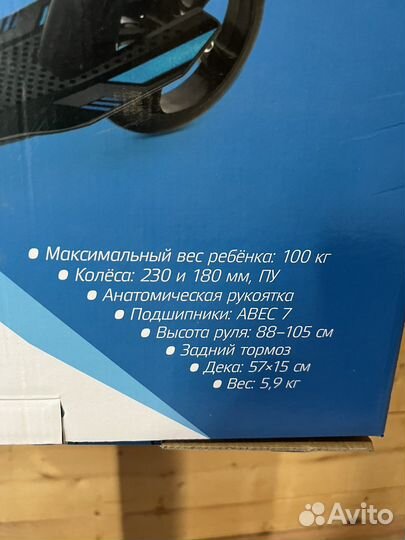 • Максимальный вес ребёнка: 100 кг
• Колёса: 230 и 180 мм, ПУ
• Анатомическая рукоятка
• Подшипники: ABEC 7
• Высота руля: 88–105 см
• Задний тормоз
• Дека: 57×15 см
• Вес: 5,9 кг
Avito